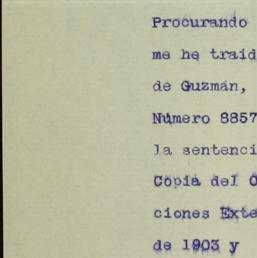 Procurando
me he traid
de Guzmán,
Número 8857
la sentenci
Copia del O
ciones Exte
de 1903 y